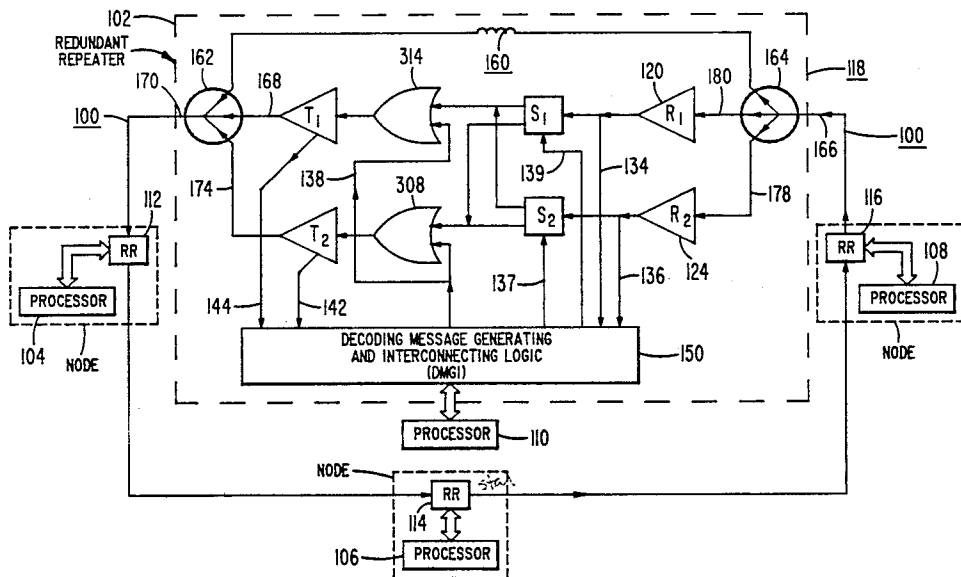 102
REDUNDANT
REPEATER
162
170
168
314
160
120
180
164
118
100
T1
S1
R1
166
100
138
139
134
174
308
112
T2
S2
R2
178
116
RR
124
RR
108
137
136
PROCESSOR
144
142
PROCESSOR
104
NODE
DECODING MESSAGE GENERATING
AND INTERCONNECTING LOGIC
(DMGI)
150
NODE
PROCESSOR
110
NODE
RR
114
106
PROCESSOR